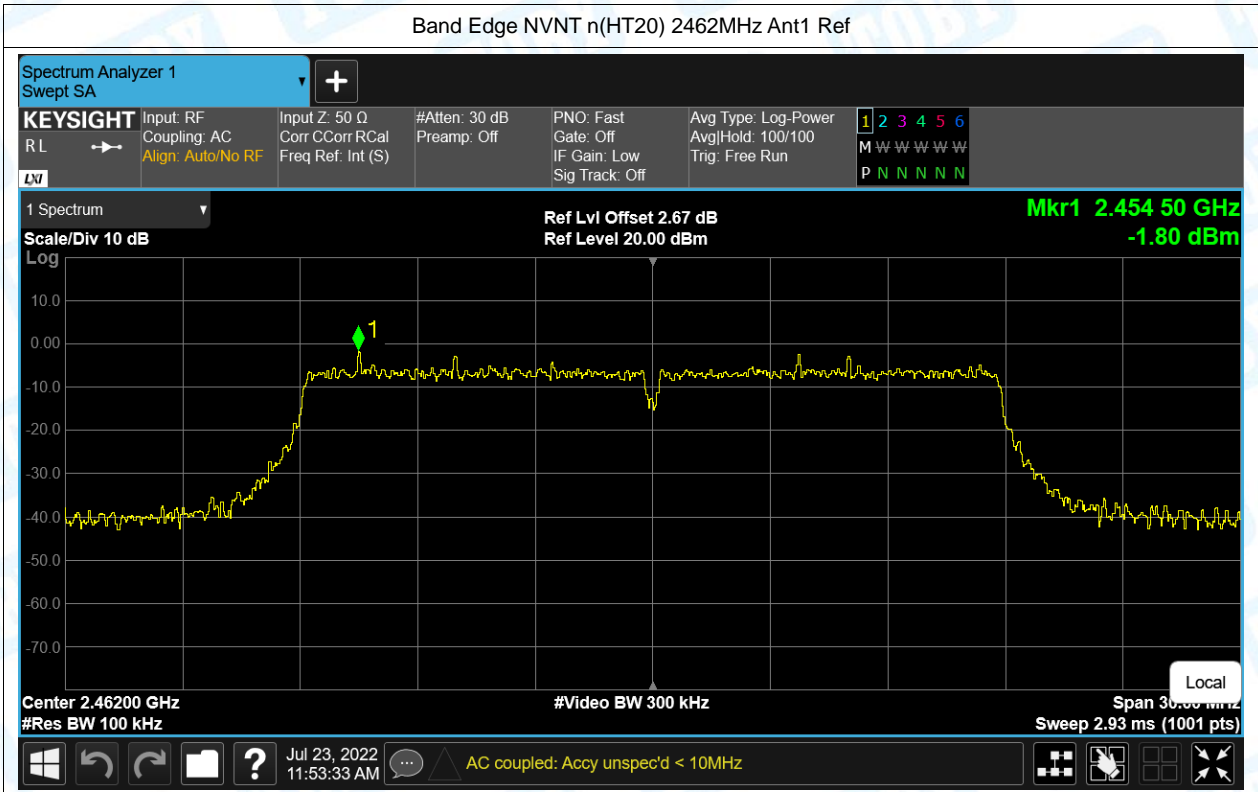 Band Edge NVNT n(HT20) 2462MHz Ant1 Ref
Spectrum Analyzer 1
Swept SA
+
KEYSIGHT
RL
LXI
Input: RF
Coupling: AC
Align: Auto/No RF
Input Z: 50 Ω
Corr CCorr RCal
Freq Ref: Int (S)
#Atten: 30 dB
Preamp: Off
PNO: Fast
Gate: Off
IF Gain: Low
Sig Track: Off
Avg Type: Log-Power
Avg|Hold: 100/100
Trig: Free Run
1 2 3 4 5 6
M W W W W W
P N N N N N
1 Spectrum
Scale/Div 10 dB
Log
Ref Lvl Offset 2.67 dB
Ref Level 20.00 dBm
Mkr1 2.454 50 GHz
-1.80 dBm
1
10.0
0.00
-10.0
-20.0
-30.0
-40.0
-50.0
-60.0
-70.0
Local
Center 2.46200 GHz
#Res BW 100 kHz
#Video BW 300 kHz
Span 30.00 MHz
Sweep 2.93 ms (1001 pts)
?
Jul 23, 2022
11:53:33 AM
AC coupled: Accy unspec'd < 10MHz